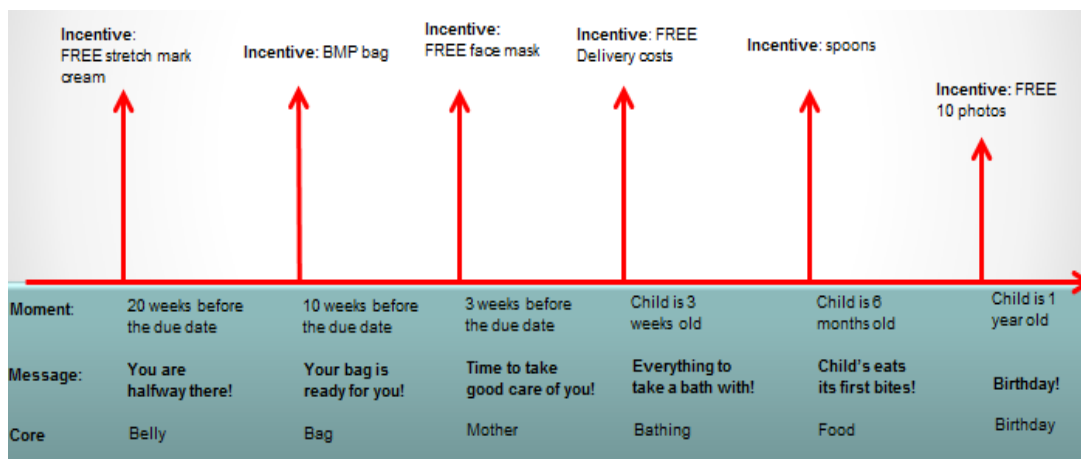 Incentive:
FREE stretch mark
cream
Incentive: BMP bag
Incentive:
FREE face mask
Incentive: FREE
Delivery costs
Incentive: spoons
Incentive: FREE
10 photos
Moment:
20 weeks before
the due date
10 weeks before
the due date
3 weeks before
the due date
Child is 3
weeks old
Child is 6
months old
Child is 1
year old
Message:
You are
halfway there!
Your bag is
ready for you!
Time to take
good care of you!
Everything to
take a bath with!
Child's eats
its first bites!
Birthday!
Core
Belly
Bag
Mother
Bathing
Food
Birthday